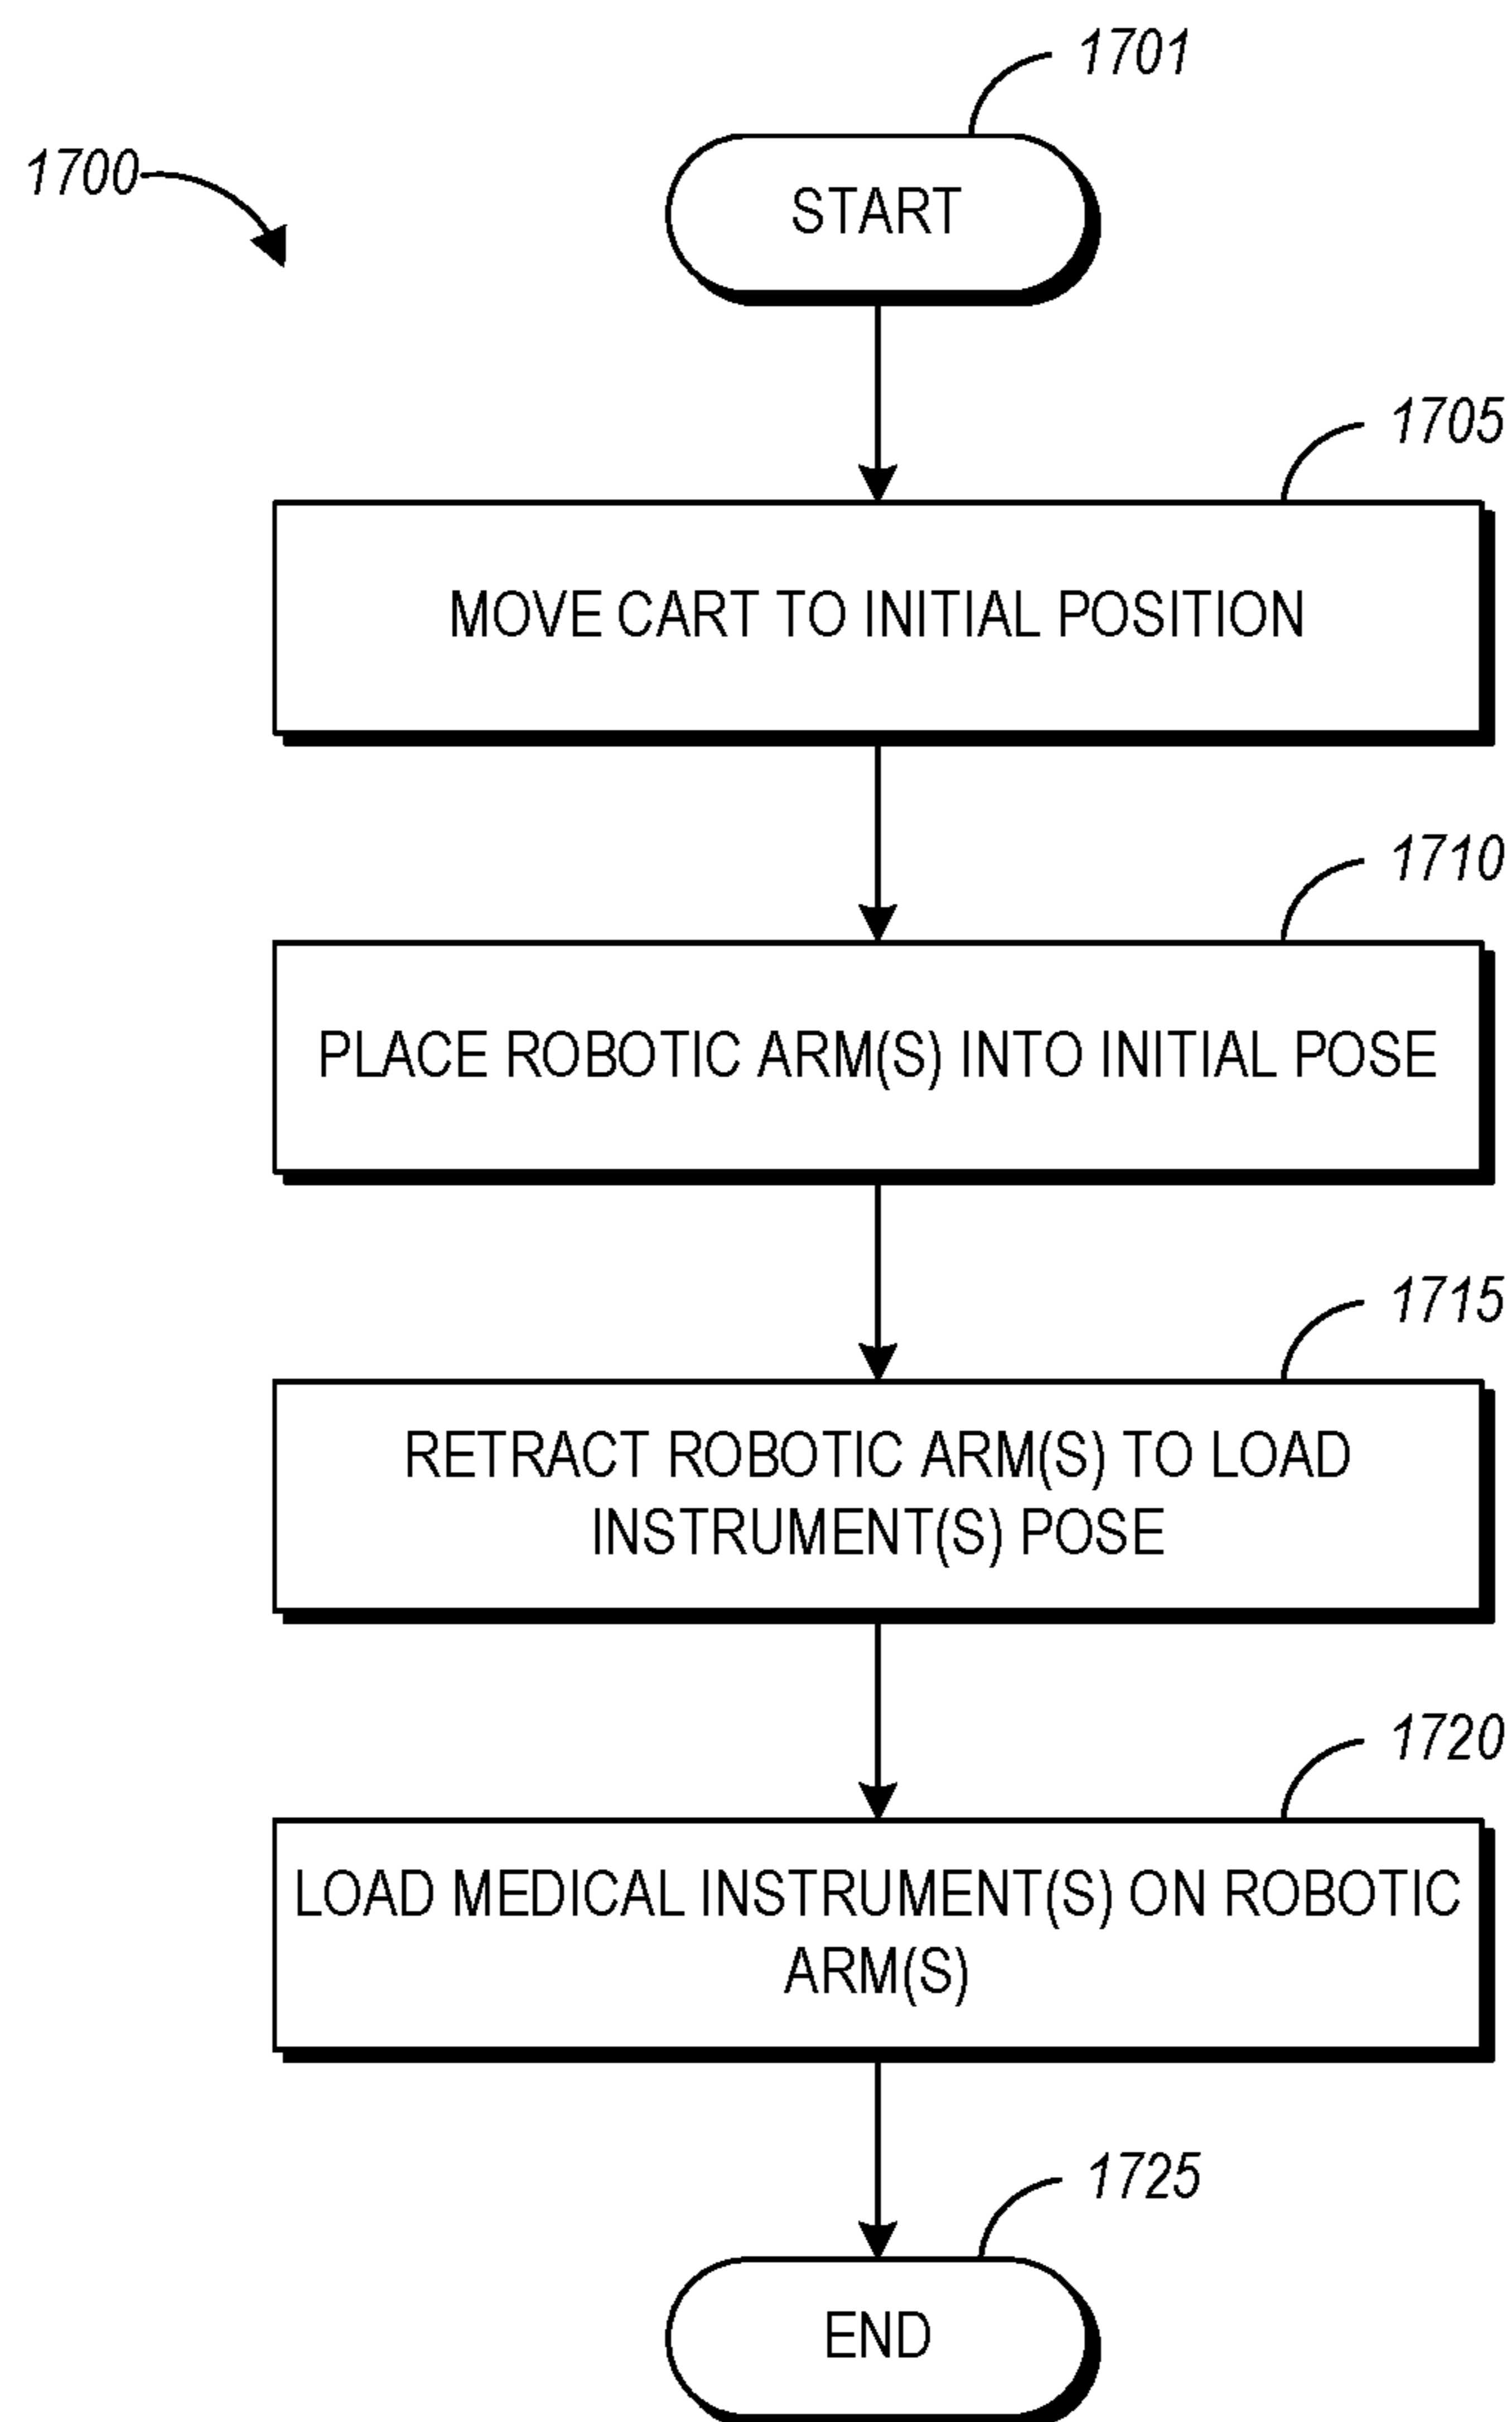 1701
1700
START
1705
MOVE CART TO INITIAL POSITION
1710
PLACE ROBOTIC ARM(S) INTO INITIAL POSE
1715
RETRACT ROBOTIC ARM(S) TO LOAD
INSTRUMENT(S) POSE
1720
LOAD MEDICAL INSTRUMENT(S) ON ROBOTIC
ARM(S)
1725
END